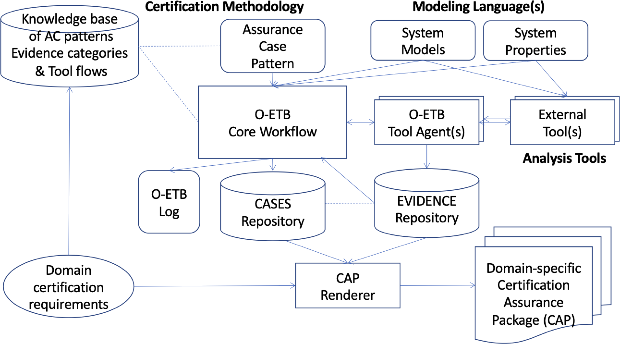 Certification Methodology
Modeling Language(s)
Knowledge base
of AC patterns
Evidence categories
& Tool flows
Assurance
Case
Pattern
System
Models
System
Properties
O-ETB
Core Workflow
O-ETB
Tool Agent(s)
External
Tool(s)
Analysis Tools
O-ETB
Log
CASES
Repository
EVIDENCE
Repository
Domain
certification
requirements
CAP
Renderer
Domain-specific
Certification
Assurance
Package (CAP)